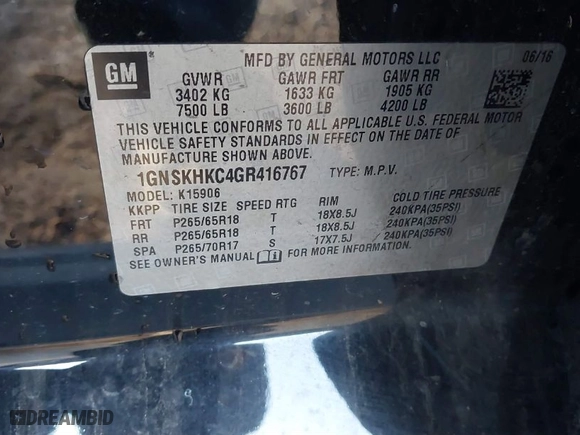 GM
MFD BY GENERAL MOTORS LLC 06/16
GVWR GAWR FRT GAWR RR
3402 KG 1633 KG 1905 KG
7500 LB 3600 LB 4200 LB
THIS VEHICLE CONFORMS TO ALL APPLICABLE U.S. FEDERAL MOTOR
VEHICLE SAFETY STANDARDS IN EFFECT ON THE DATE OF
MANUFACTURE SHOWN ABOVE.
1GNSKHKC4GR416767 TYPE: M.P.V.
MODEL: K15906
KKPP TIRE SIZE SPEED RTG RIM COLD TIRE PRESSURE
FRT P265/65R18 T 18X8.5J 240KPA(35PSI)
RR P265/65R18 T 18X8.5J 240KPA(35PSI)
SPA P265/70R17 S 17X7.5J 240KPA(35PSI)
SEE OWNER'S MANUAL FOR MORE INFORMATION.
DREAMBID